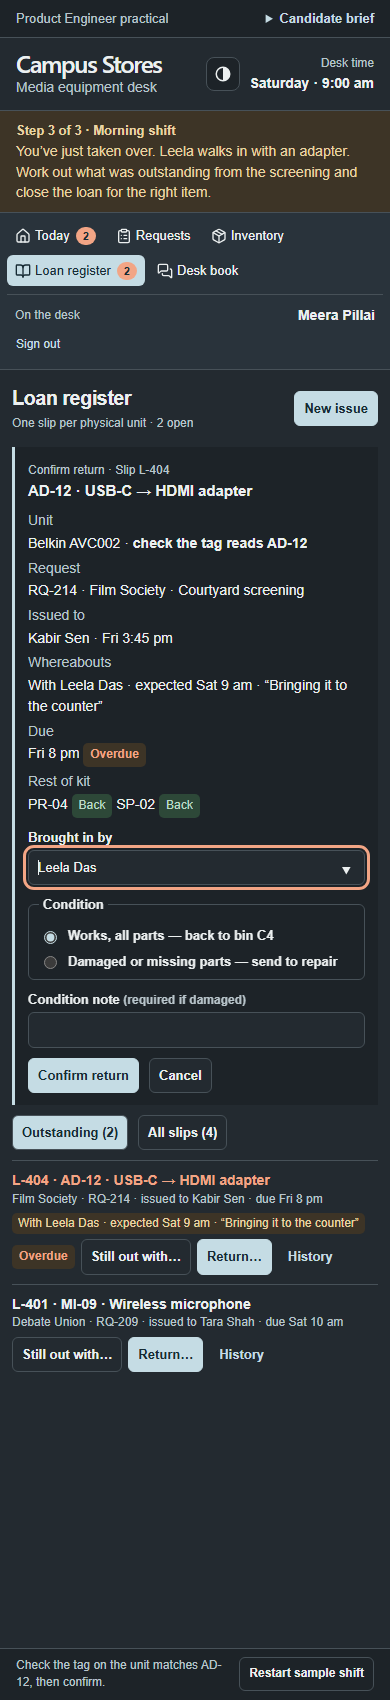 Product Engineer practical
▶ Candidate brief
Campus Stores
Media equipment desk
Desk time
Saturday · 9:00 am
Step 3 of 3 · Morning shift
You’ve just taken over. Leela walks in with an adapter.
Work out what was outstanding from the screening and
close the loan for the right item.
Today 2
Requests
Inventory
Loan register 2
Desk book
On the desk
Meera Pillai
Sign out
Loan register
One slip per physical unit · 2 open
New issue
Confirm return · Slip L-404
AD-12 · USB-C → HDMI adapter
Unit
Belkin AVC002 · check the tag reads AD-12
Request
RQ-214 · Film Society · Courtyard screening
Issued to
Kabir Sen · Fri 3:45 pm
Whereabouts
With Leela Das · expected Sat 9 am · “Bringing it to
the counter”
Due
Fri 8 pm Overdue
Rest of kit
PR-04 Back SP-02 Back
Brought in by
Leela Das
Condition
Works, all parts — back to bin C4
Damaged or missing parts — send to repair
Condition note (required if damaged)
Confirm return
Cancel
Outstanding (2)
All slips (4)
L-404 · AD-12 · USB-C → HDMI adapter
Film Society · RQ-214 · issued to Kabir Sen · due Fri 8 pm
With Leela Das · expected Sat 9 am · “Bringing it to the counter”
Overdue
Still out with…
Return…
History
L-401 · MI-09 · Wireless microphone
Debate Union · RQ-209 · issued to Tara Shah · due Sat 10 am
Still out with…
Return…
History
Check the tag on the unit matches AD-
12, then confirm.
Restart sample shift